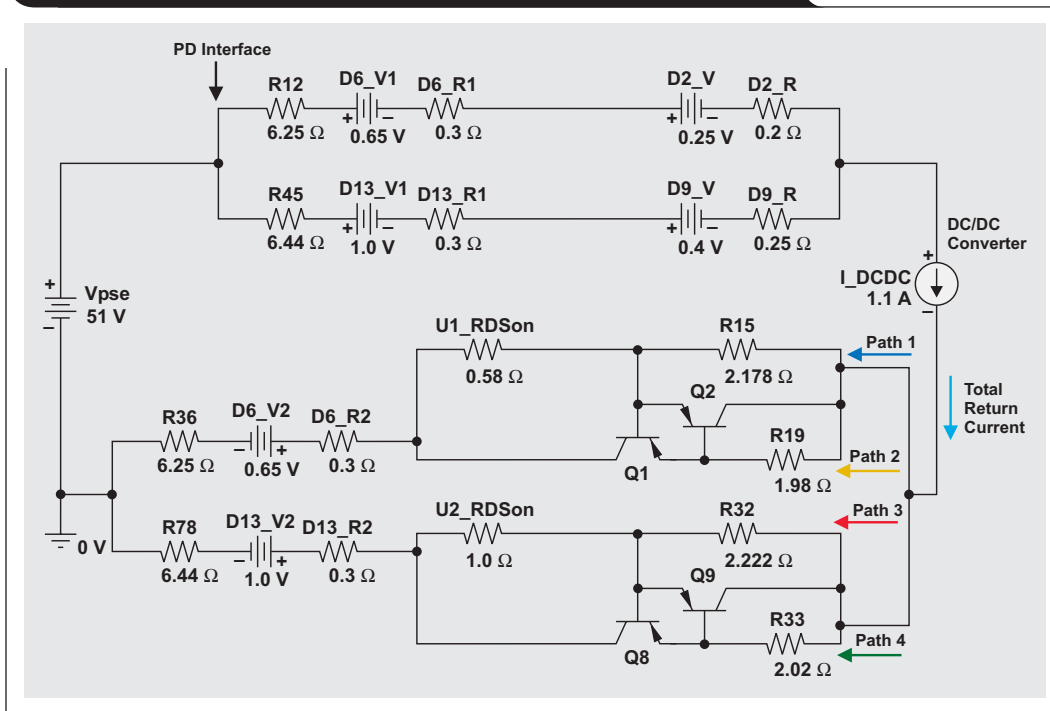 PD Interface
R12
6.25 Ω
D6_V1
+ –
0.65 V
D6_R1
0.3 Ω
D2_V
+ –
0.25 V
D2_R
0.2 Ω
R45
6.44 Ω
D13_V1
+ –
1.0 V
D13_R1
0.3 Ω
D9_V
+ –
0.4 V
D9_R
0.25 Ω
DC/DC
Converter
+
I_DCDC
1.1 A
–
+
Vpse
51 V
–
U1_RDSon
0.58 Ω
R15
2.178 Ω
Path 1
Q2
Total
Return
Current
R36
6.25 Ω
D6_V2
– +
0.65 V
D6_R2
0.3 Ω
Q1
R19
1.98 Ω
Path 2
0 V
R78
6.44 Ω
D13_V2
– +
1.0 V
D13_R2
0.3 Ω
U2_RDSon
1.0 Ω
R32
2.222 Ω
Path 3
Q9
Q8
R33
2.02 Ω
Path 4